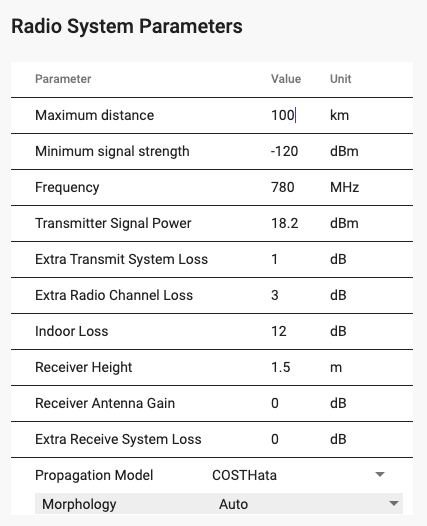 Radio System Parameters
Parameter Value Unit
Maximum distance 100 km
Minimum signal strength -120 dBm
Frequency 780 MHz
Transmitter Signal Power 18.2 dBm
Extra Transmit System Loss 1 dB
Extra Radio Channel Loss 3 dB
Indoor Loss 12 dB
Receiver Height 1.5 m
Receiver Antenna Gain 0 dB
Extra Receive System Loss 0 dB
Propagation Model COSTHata
Morphology Auto